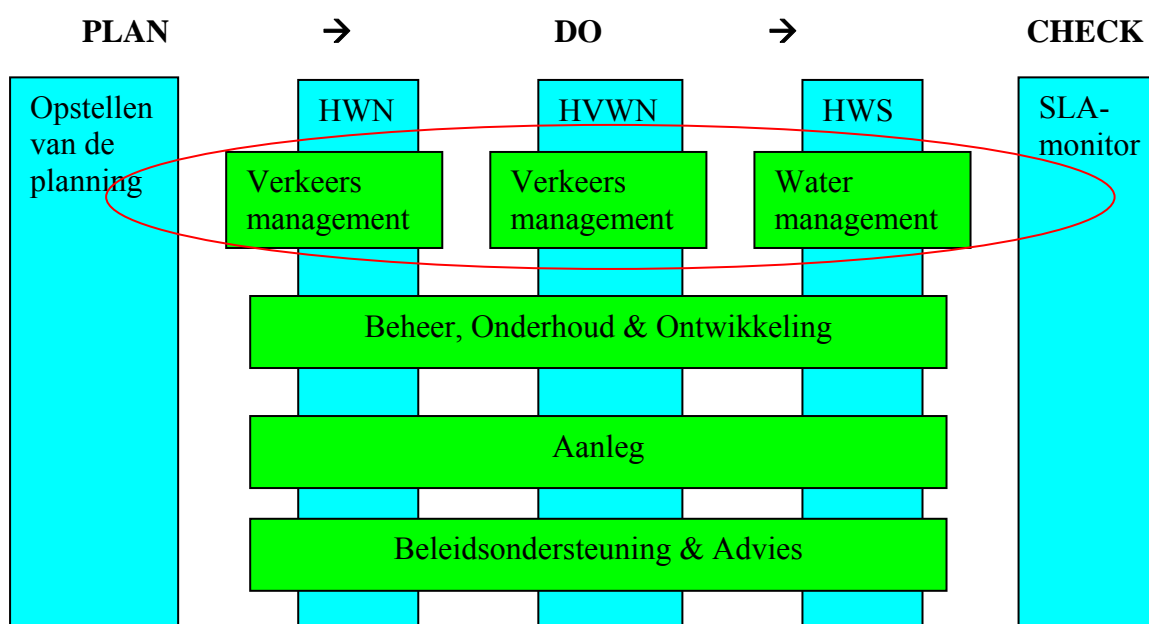 PLAN → DO → CHECK
Opstellen
van de
planning
HWN
HVWN
HWS
SLA-
monitor
Verkeers
management
Verkeers
management
Water
management
Beheer, Onderhoud & Ontwikkeling
Aanleg
Beleidsondersteuning & Advies